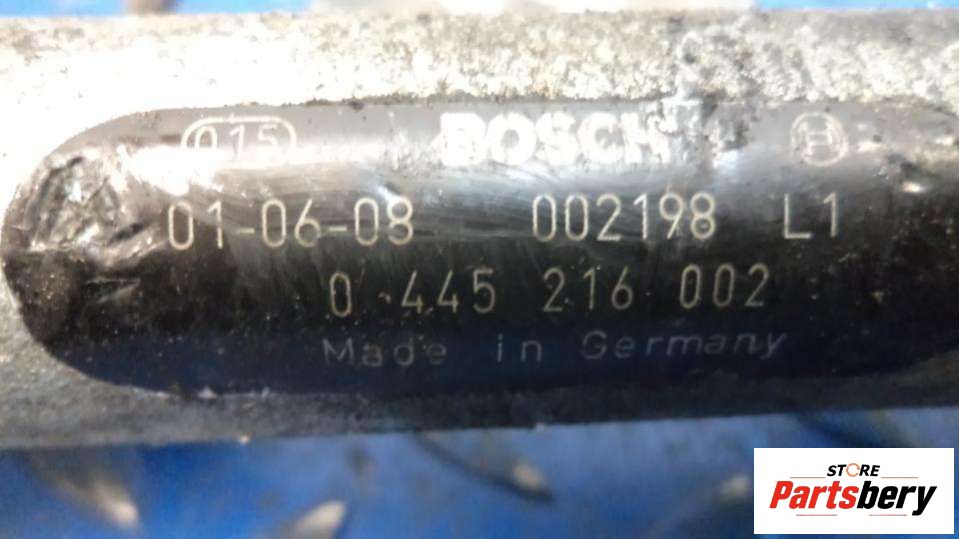 015 BOSCH
01-06-08 002198 L1
0 445 216 002
Made in Germany
STORE
Partsbery